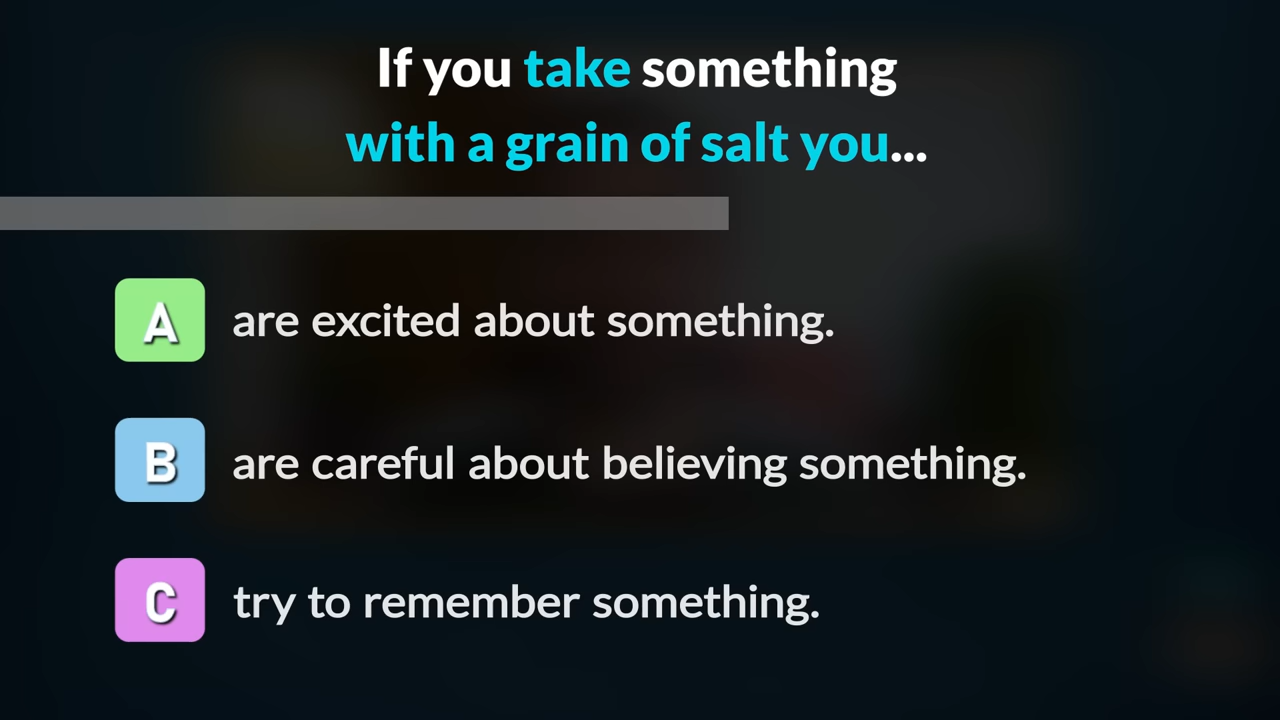 If you take something
with a grain of salt you...
A are excited about something.
B are careful about believing something.
C try to remember something.